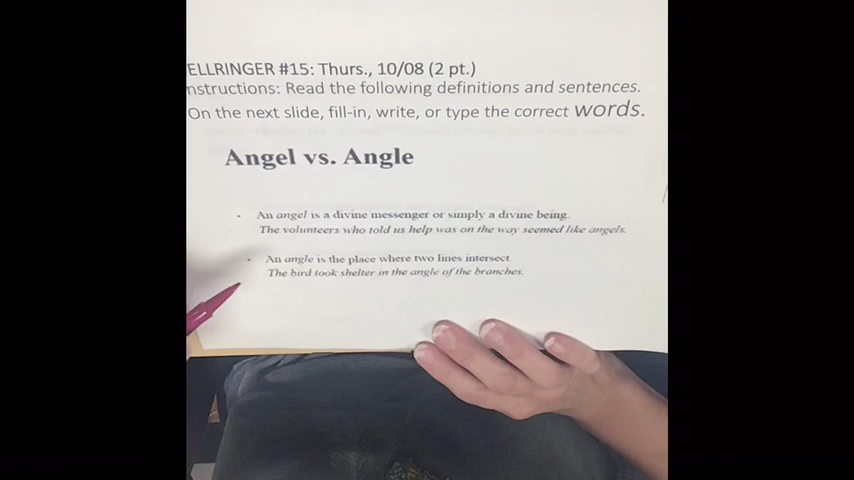 ELLRINGER #15: Thurs., 10/08 (2 pt.)
nstructions: Read the following definitions and sentences.
On the next slide, fill-in, write, or type the correct words.
Angel vs. Angle
- An angel is a divine messenger or simply a divine being.
The volunteers who told us help was on the way seemed like angels.
- An angle is the place where two lines intersect.
The bird took shelter in the angle of the branches.